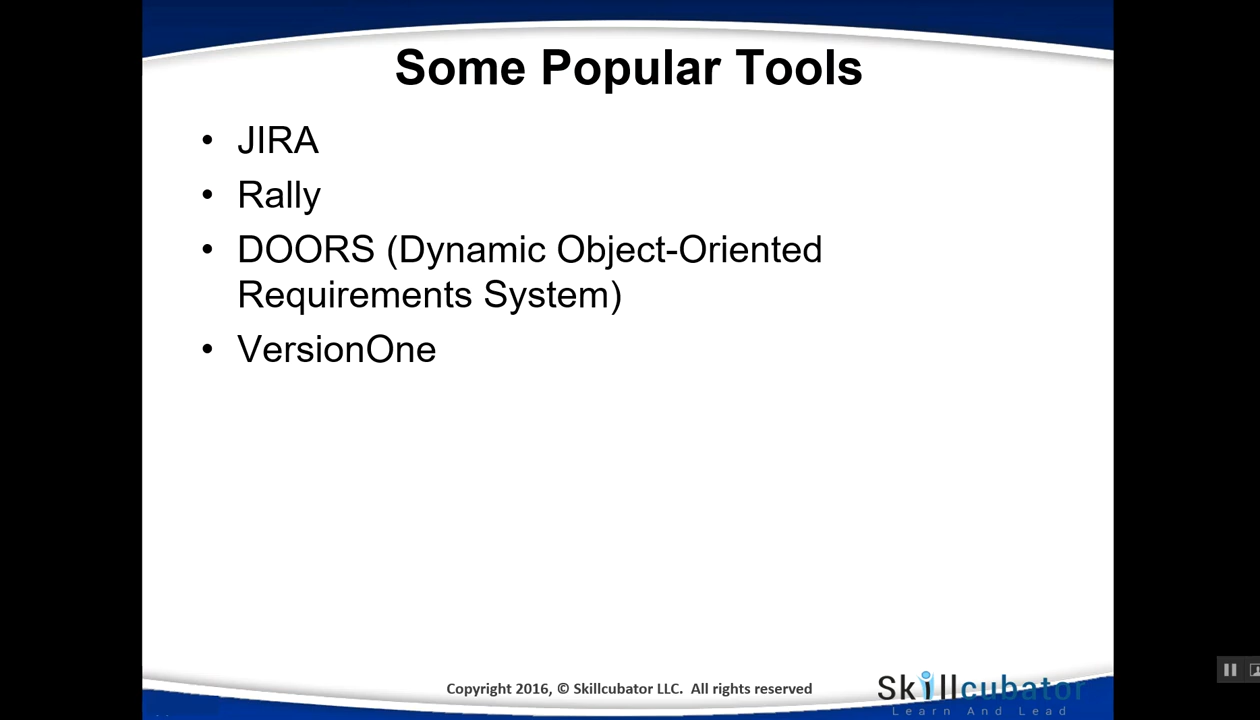 Some Popular Tools
• JIRA
• Rally
• DOORS (Dynamic Object-Oriented
Requirements System)
• VersionOne
Copyright 2016, © Skillcubator LLC. All rights reserved
Skillcubator
Learn And Lead